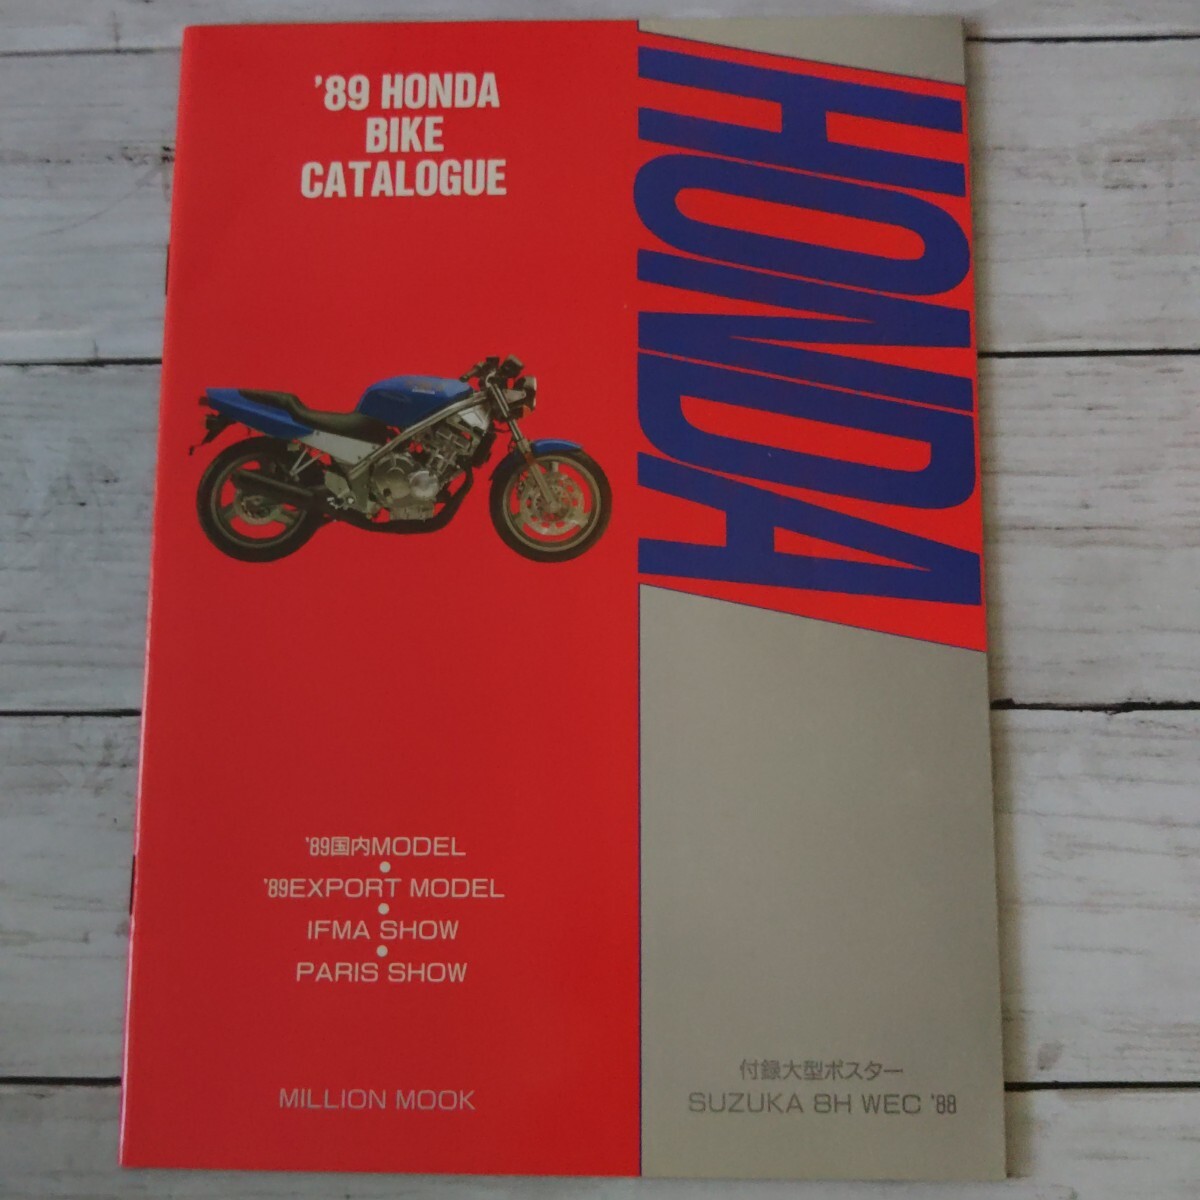 '89 HONDA
BIKE
CATALOGUE
HONDA
'89国内MODEL
'89EXPORT MODEL
IFMA SHOW
PARIS SHOW
MILLION MOOK
付録大型ポスター
SUZUKA 8H WEC '88